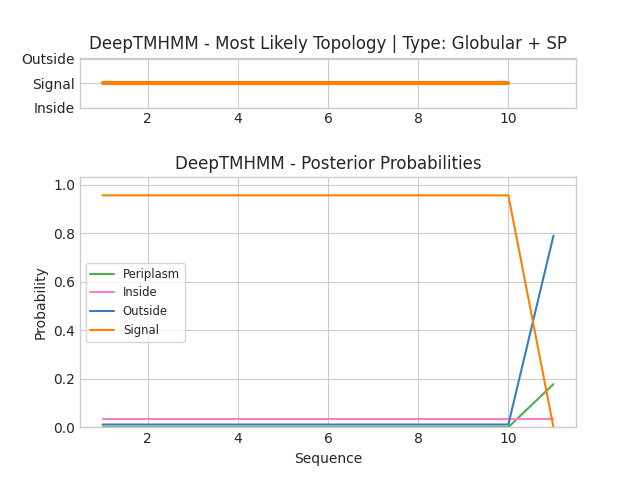 DeepTMHMM - Most Likely Topology | Type: Globular + SP
Outside
Signal
Inside
2 4 6 8 10
DeepTMHMM - Posterior Probabilities
1.0
0.8
0.6
0.4
0.2
0.0
Probability
Periplasm
Inside
Outside
Signal
2 4 6 8 10
Sequence